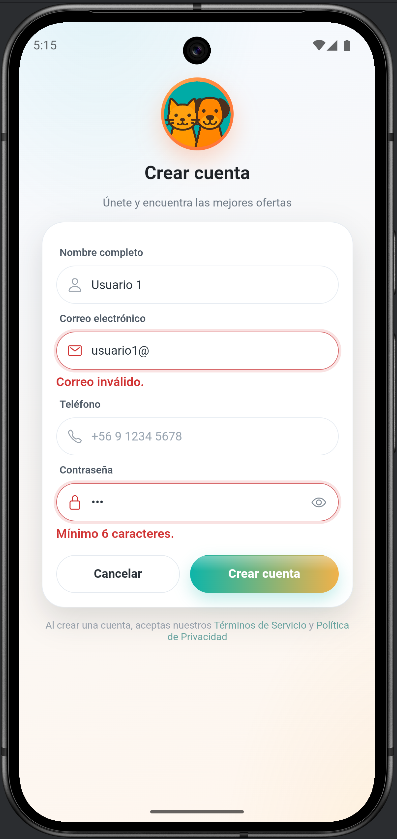 5:15
Crear cuenta
Únete y encuentra las mejores ofertas
Nombre completo
Usuario 1
Correo electrónico
usuario1@
Correo inválido.
Teléfono
+56 9 1234 5678
Contraseña
•••
Mínimo 6 caracteres.
Cancelar
Crear cuenta
Al crear una cuenta, aceptas nuestros Términos de Servicio y Política
de Privacidad